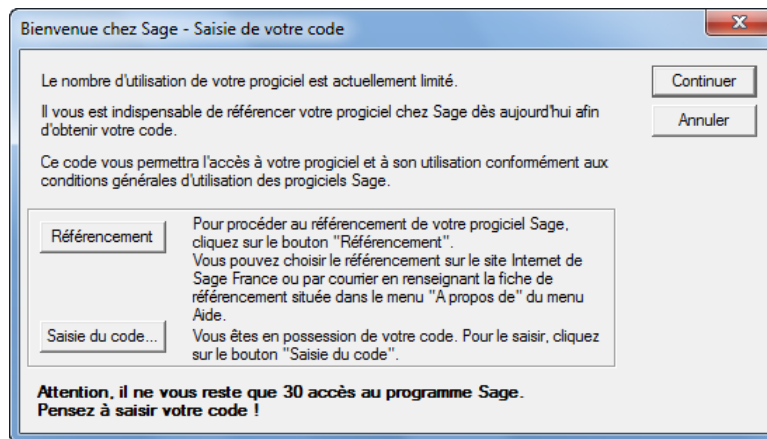 Bienvenue chez Sage - Saisie de votre code
Le nombre d'utilisation de votre progiciel est actuellement limité.
Continuer
Il vous est indispensable de référencer votre progiciel chez Sage dès aujourd'hui afin
d'obtenir votre code.
Annuler
Ce code vous permettra l'accès à votre progiciel et à son utilisation conformément aux
conditions générales d'utilisation des progiciels Sage.
Référencement
Pour procéder au référencement de votre progiciel Sage,
cliquez sur le bouton "Référencement".
Vous pouvez choisir le référencement sur le site Internet de
Sage France ou par courrier en renseignant la fiche de
référencement située dans le menu "A propos de" du menu
Aide.
Saisie du code...
Vous êtes en possession de votre code. Pour le saisir, cliquez
sur le bouton "Saisie du code".
Attention, il ne vous reste que 30 accès au programme Sage.
Pensez à saisir votre code !